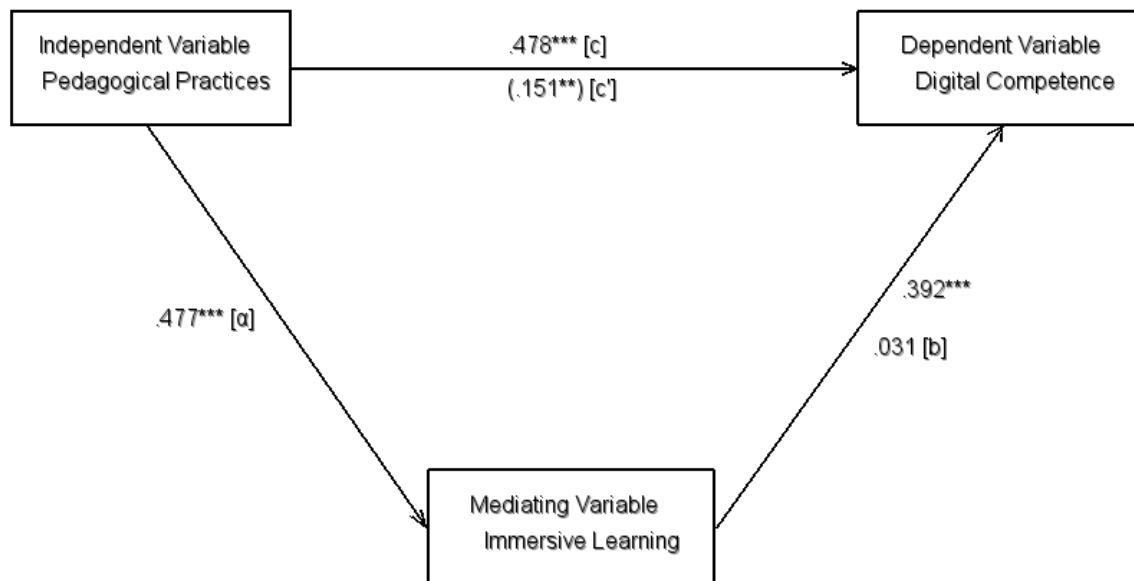 Independent Variable
Pedagogical Practices
.478*** [c]
(.151**) [c']
Dependent Variable
Digital Competence
.477*** [α]
.392***
.031 [b]
Mediating Variable
Immersive Learning